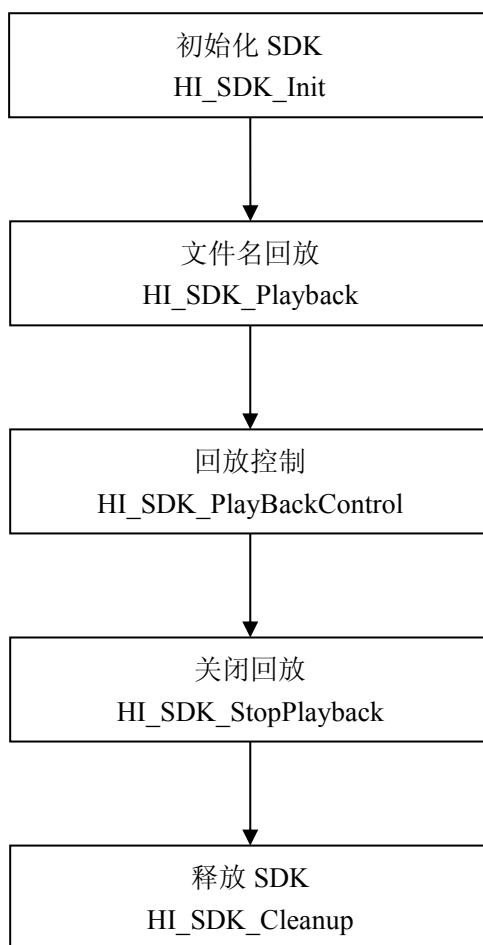 初始化 SDK
HI_SDK_Init
文件名回放
HI_SDK_Playback
回放控制
HI_SDK_PlayBackControl
关闭回放
HI_SDK_StopPlayback
释放 SDK
HI_SDK_Cleanup